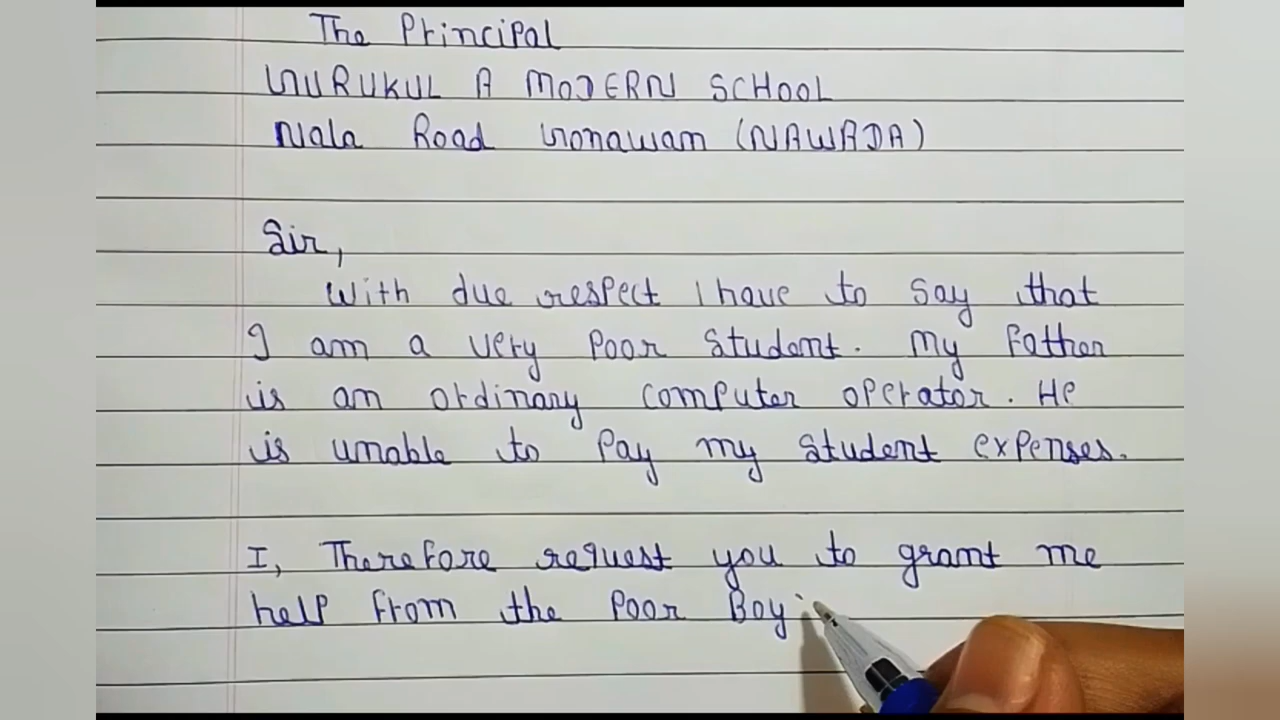 The Principal
GURUKUL A MODERN SCHOOL
Nala Road Gonawam (NAWADA)
Sir,
With due respect I have to say that
I am a very Poor Student. My Father
is an ordinary computer operator. He
is unable to Pay my Student expenses.
I, Therefore request you to grant me
help from the Poor Boy'